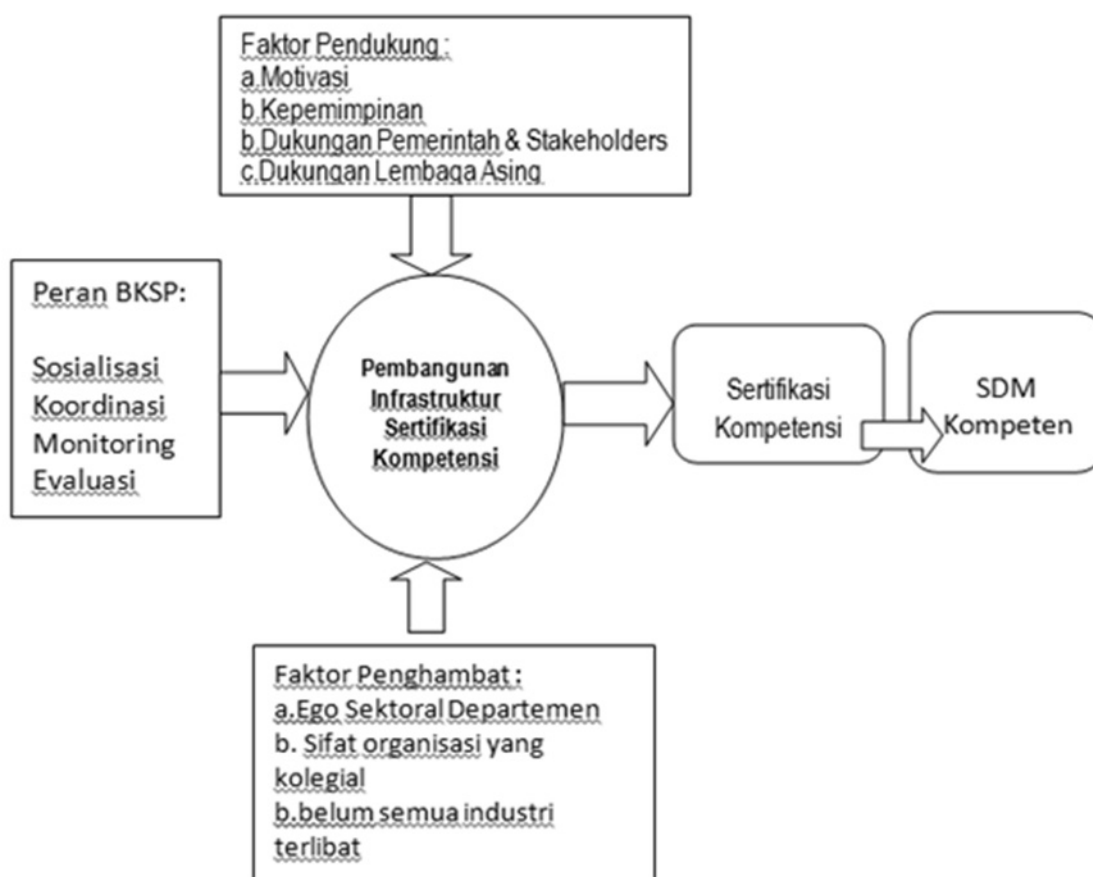 Faktor Pendukung :
a.Motivasi
b.Kepemimpinan
b.Dukungan Pemerintah & Stakeholders
c.Dukungan Lembaga Asing
Peran BKSP:
Sosialisasi
Koordinasi
Monitoring
Evaluasi
Pembangunan
Infrastruktur
Sertifikasi
Kompetensi
Sertifikasi
Kompetensi
SDM
Kompeten
Faktor Penghambat :
a.Ego Sektoral Departemen
b. Sifat organisasi yang
kolegial
b.belum semua industri
terlibat